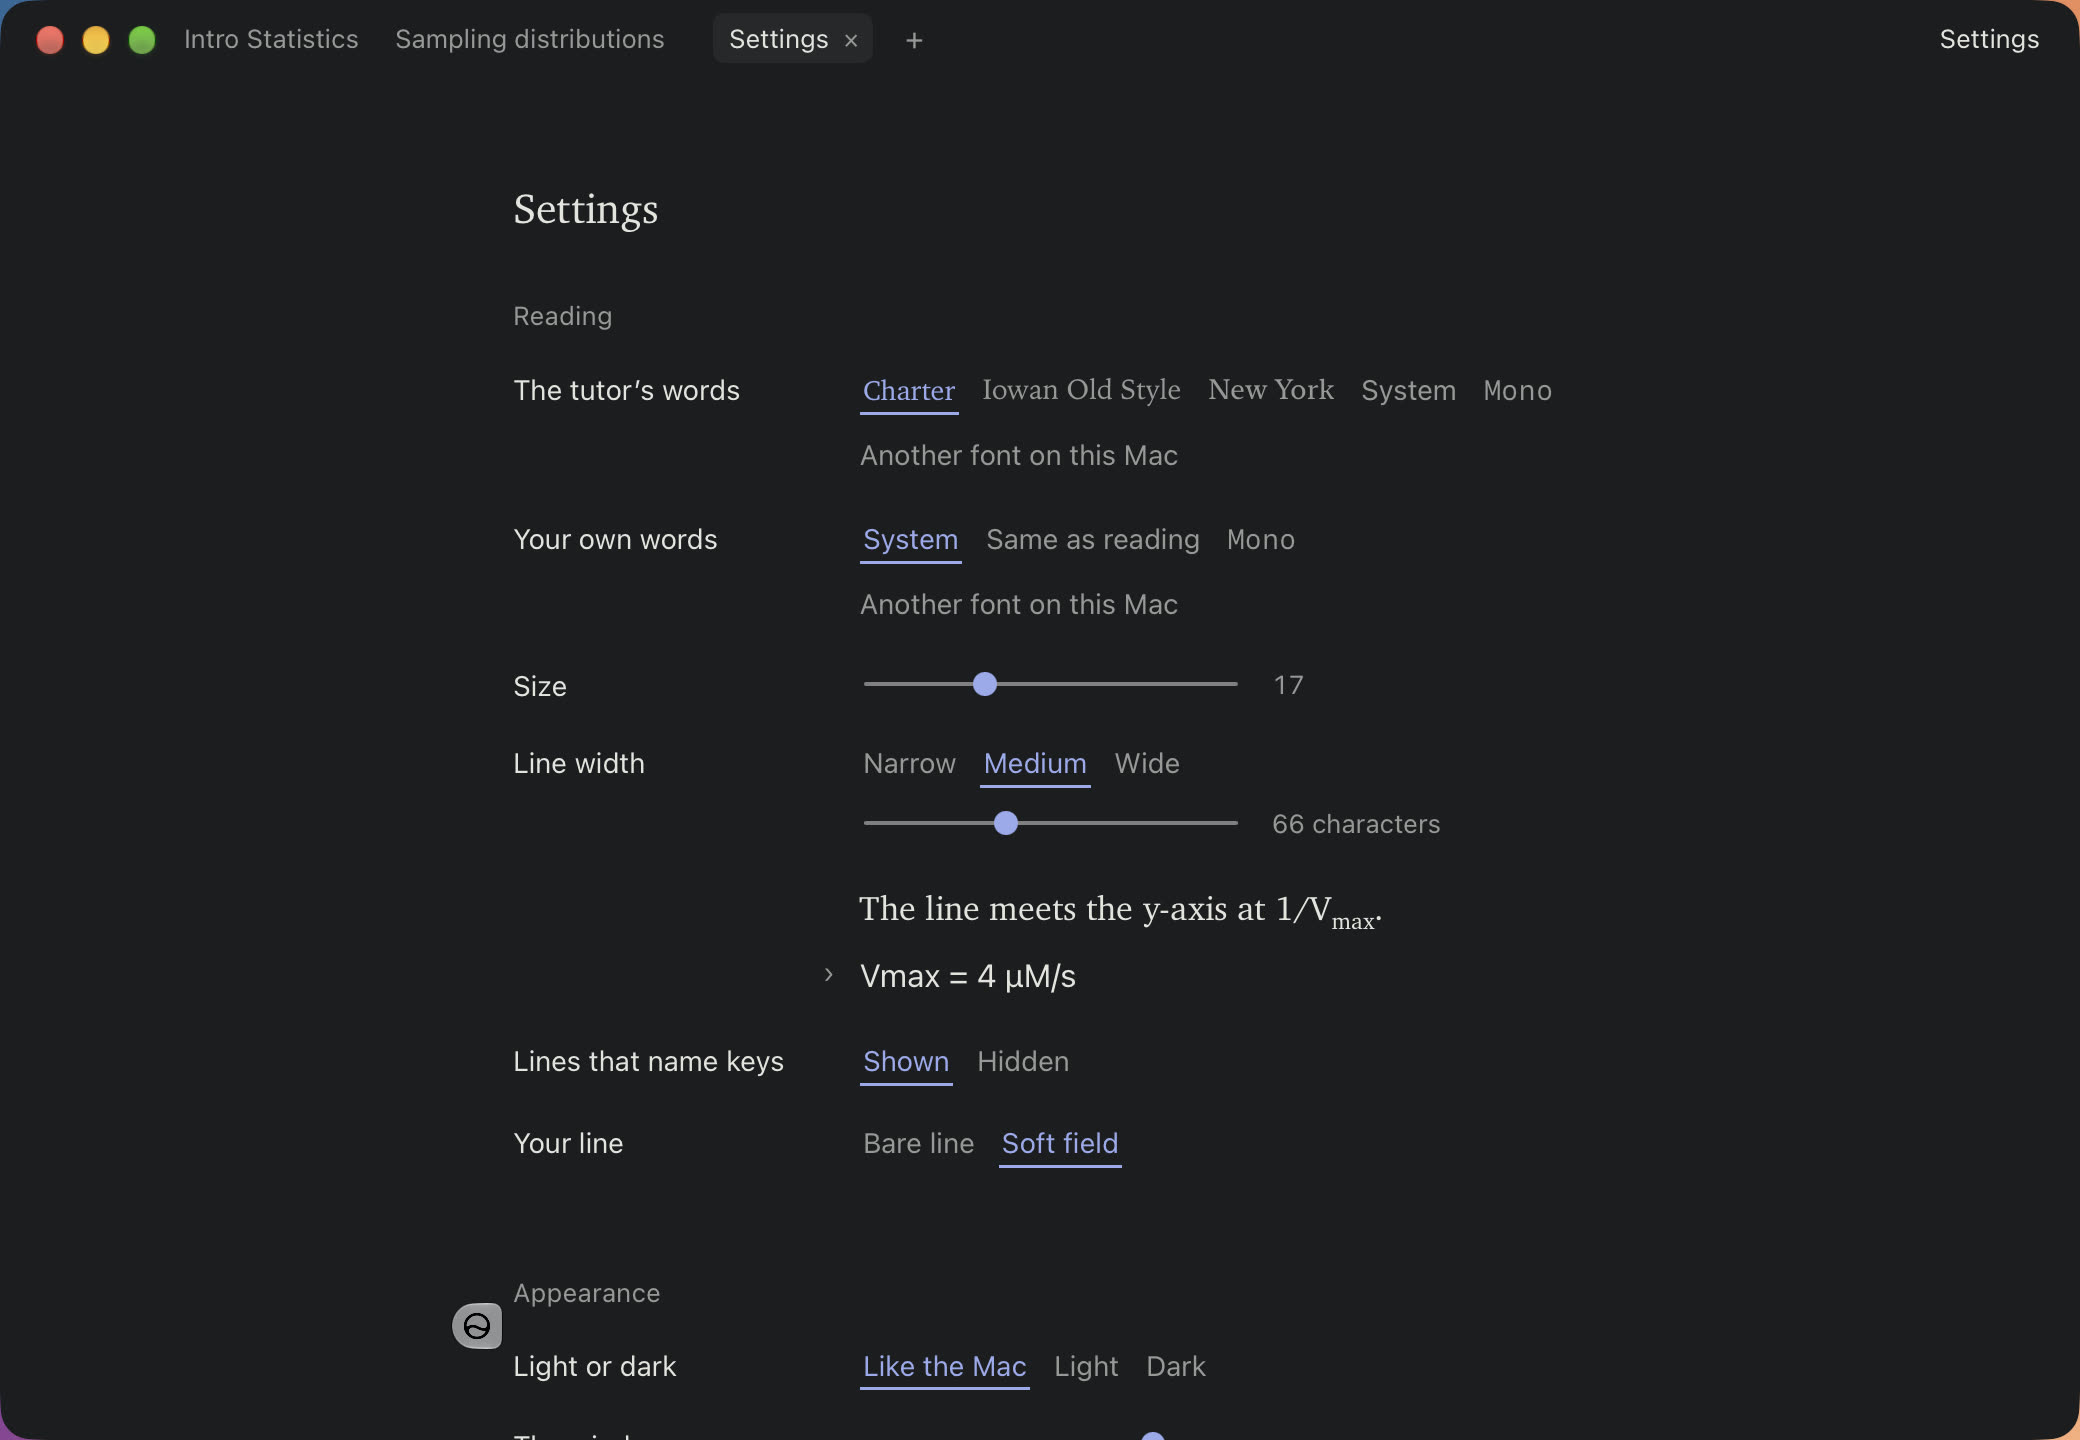 Intro Statistics Sampling distributions Settings × + Settings
Settings
Reading
The tutor’s words Charter Iowan Old Style New York System Mono
Another font on this Mac
Your own words System Same as reading Mono
Another font on this Mac
Size 17
Line width Narrow Medium Wide
66 characters
The line meets the y-axis at 1/Vmax.
› Vmax = 4 µM/s
Lines that name keys Shown Hidden
Your line Bare line Soft field
Appearance
Light or dark Like the Mac Light Dark